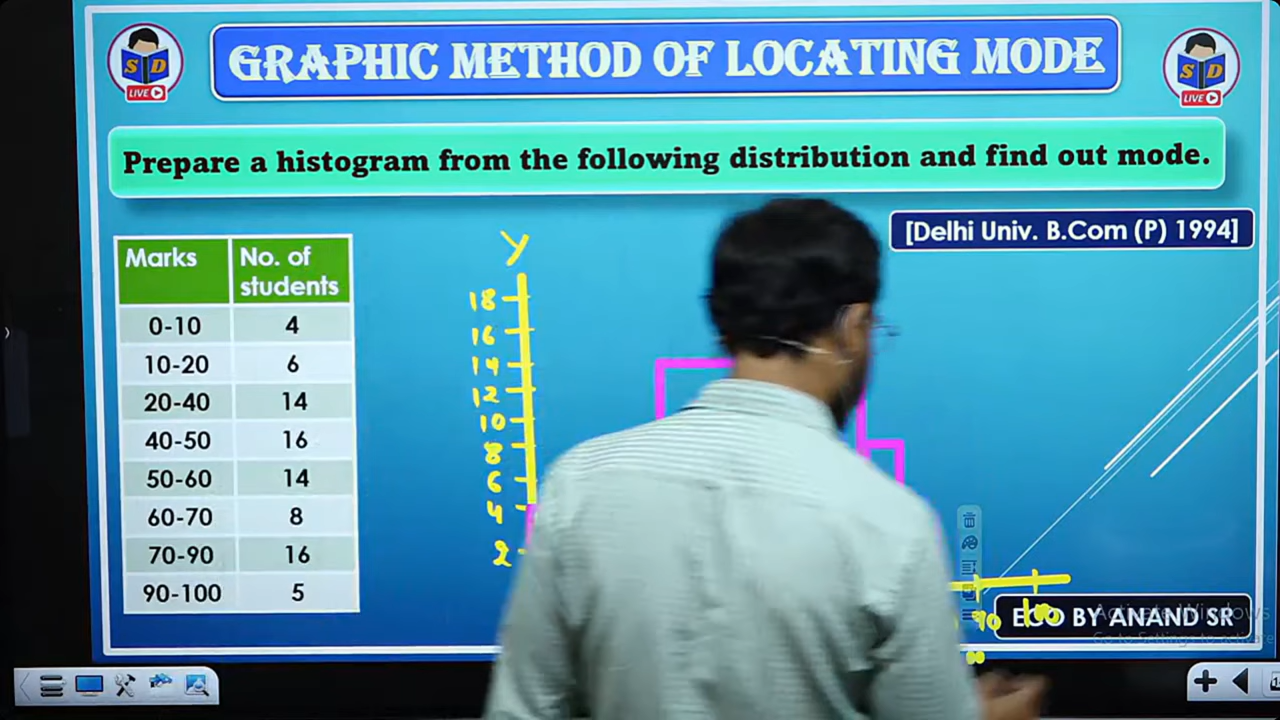 S D
LIVE
GRAPHIC METHOD OF LOCATING MODE
S D
LIVE
Prepare a histogram from the following distribution and find out mode.
[Delhi Univ. B.Com (P) 1994]
Marks No. of students
0-10 4
10-20 6
20-40 14
40-50 16
50-60 14
60-70 8
70-90 16
90-100 5
Y
18
16
14
12
10
8
6
4
2
90 100
ECO BY ANAND SR